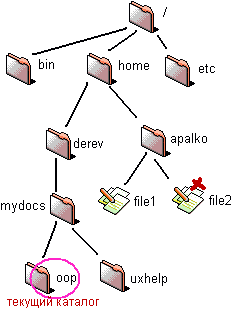 /
bin
home
etc
derev
apalko
mydocs
file1
file2
oop
uxhelp
текущий каталог